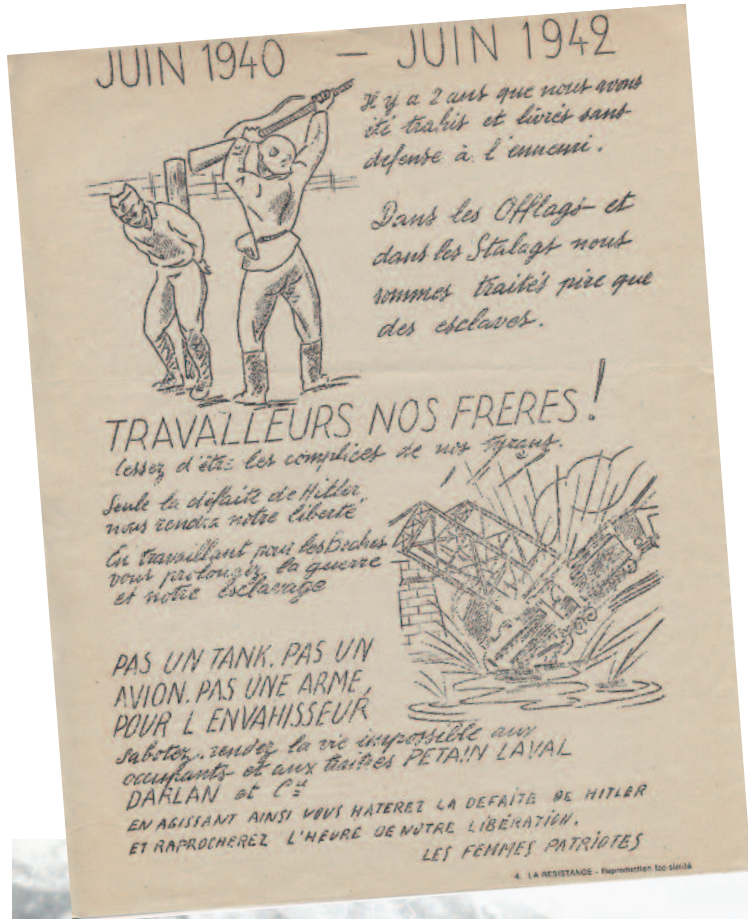 JUIN 1940 — JUIN 1942
Il y a 2 ans que nous avons
été trahis et livrés sans
defense à l'ennemi.
Dans les Offlags et
dans les Stalags nous
sommes traités pire que
des esclaves.
TRAVALLEURS NOS FRERES!
Cessez d'être les complices de nos tyrans.
Seule la défaite de Hitler,
nous rendra notre liberté
En travaillant pour les Boches
vous prolongez la guerre
et notre esclavage
PAS UN TANK. PAS UN
AVION. PAS UNE ARME,
POUR L ENVAHISSEUR
Sabotez, rendez la vie impossible aux
occupants et aux traitres PETAIN LAVAL
DARLAN et Cie
EN AGISSANT AINSI VOUS HATEREZ LA DEFAITE DE HITLER
ET RAPROCHEREZ L'HEURE DE NOTRE LIBÉRATION.
LES FEMMES PATRIOTES
4. LA RESISTANCE - Reproduction fac-similé